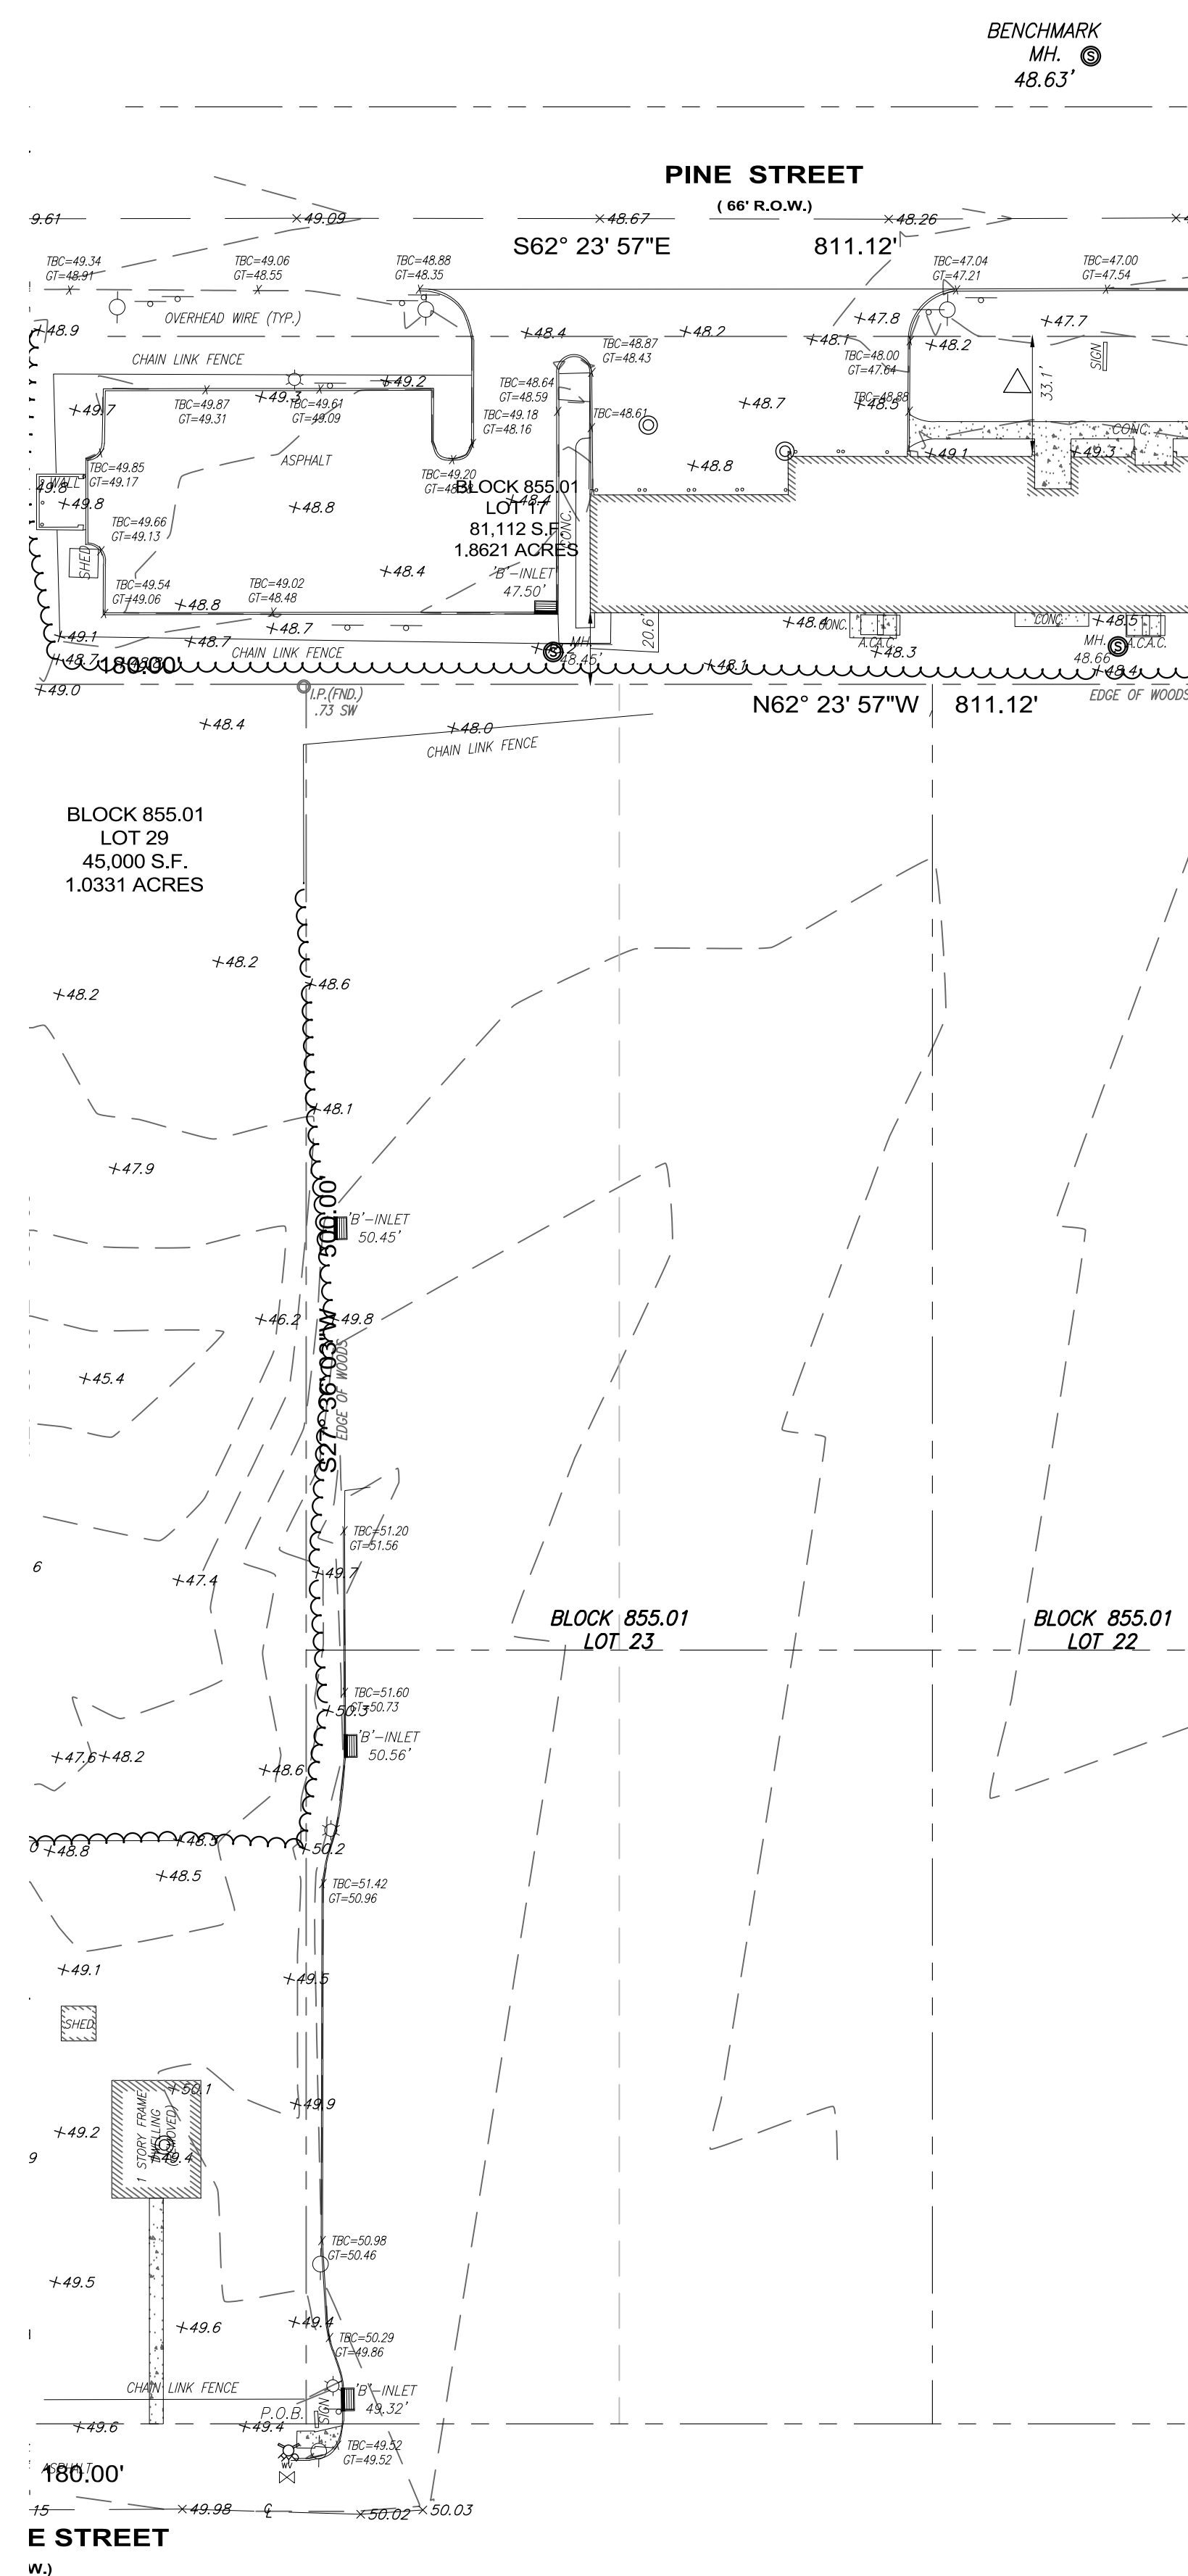 BENCHMARK
MH. S
48.63'
PINE STREET
( 66' R.O.W.)
9.61
49.09
48.67
48.26
S62° 23' 57"E 811.12'
TBC=49.34
GT=48.91
TBC=49.06
GT=48.55
TBC=48.88
GT=48.35
TBC=47.04
GT=47.21
TBC=47.00
GT=47.54
OVERHEAD WIRE (TYP.)
+48.9
+48.4
+48.2
+48.1
+47.8
+48.2
+47.7
SIGN
33.1'
CHAIN LINK FENCE
TBC=48.87
GT=48.43
TBC=48.00
GT=47.64
+49.2
TBC=48.64
GT=48.59
+49.7
TBC=49.87
GT=49.31
+49.3
TBC=49.61
GT=49.09
TBC=49.18
GT=48.16
TBC=48.61
+48.7
+48.5
CONC.
+49.1
+49.3
ASPHALT
TBC=49.85
GT=49.17
TBC=49.20
+48.8
WALL
49.8
+49.8
+48.8
BLOCK 855.01
LOT 17
81,112 S.F.
1.8621 ACRES
+48.4
CONC.
TBC=49.66
GT=49.13
SHED
+48.4
'B'-INLET
47.50'
TBC=49.54
GT=49.06
TBC=49.02
GT=48.48
+48.8
+48.7
20.6'
+48.4
CONC.
CONC.
+48.5
+49.1
+48.7
CHAIN LINK FENCE
MH.
48.45'
S
A.C.A.C.
+48.3
MH.
48.66
S
A.C.A.C.
+48.7
180.00'
+48.1
+48.4
+49.0
I.P.(FND.)
.73 SW
EDGE OF WOODS
N62° 23' 57"W 811.12'
+48.4
+48.0
CHAIN LINK FENCE
BLOCK 855.01
LOT 29
45,000 S.F.
1.0331 ACRES
+48.2
+48.6
+48.2
+48.1
+47.9
'B'-INLET
50.45'
S27° 36' 03"W 500.00'
+46.2
+49.8
EDGE OF WOODS
+45.4
TBC=51.20
GT=51.56
6
+47.4
+49.7
BLOCK 855.01
LOT 23
BLOCK 855.01
LOT 22
TBC=51.60
GT=50.73
+50.3
'B'-INLET
50.56'
+47.6
+48.2
+48.6
0
+48.8
+48.5
+50.2
+48.5
TBC=51.42
GT=50.96
+49.1
+49.5
SHED
+50.1
+49.9
1 STORY FRAME
DWELLING
(REMOVED)
+49.2
+49.4
9
TBC=50.98
GT=50.46
+49.5
+49.6
+49.4
TBC=50.29
GT=49.86
CHAIN LINK FENCE
'B'-INLET
49.32'
P.O.B.
SIGN
+49.6
+49.4
TBC=49.52
GT=49.52
WV
ASPHALT
180.00'
15
49.98
50.02
50.03
E STREET
W.)